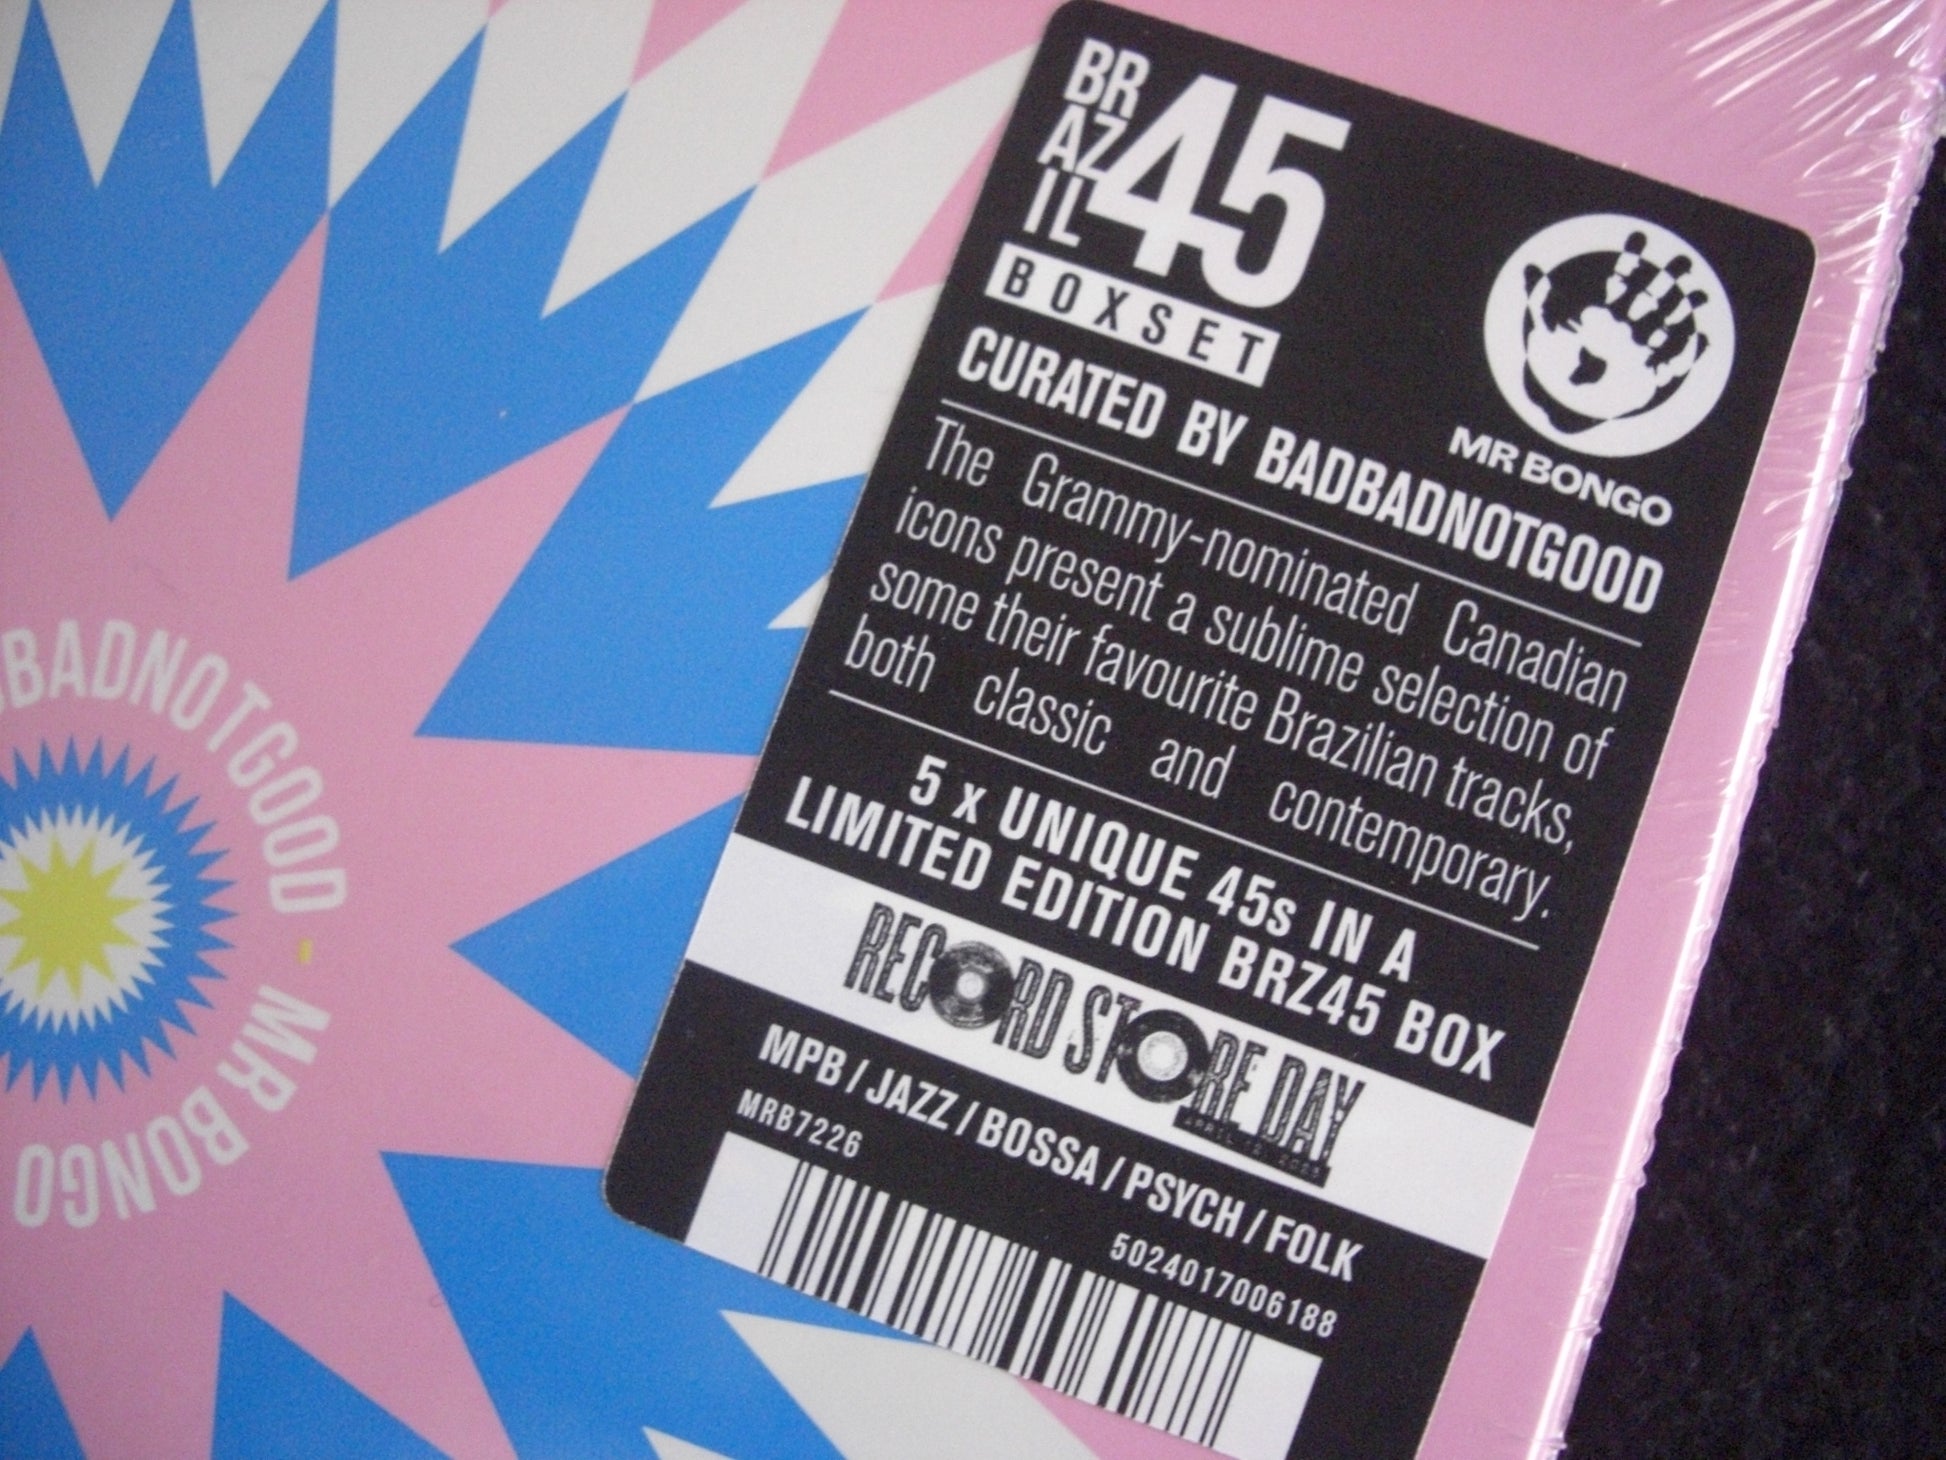 BR
AZ
IL
45
BOXSET
MR BONGO
CURATED BY BADBADNOTGOOD
The Grammy-nominated Canadian
icons present a sublime selection of
some their favourite Brazilian tracks,
both classic and contemporary.
5 x UNIQUE 45s IN A
LIMITED EDITION BRZ45 BOX
RECORD STORE DAY
MPB / JAZZ / BOSSA / PSYCH / FOLK
MRB7226
5024017006188
BADNOTGOOD - MR BONGO